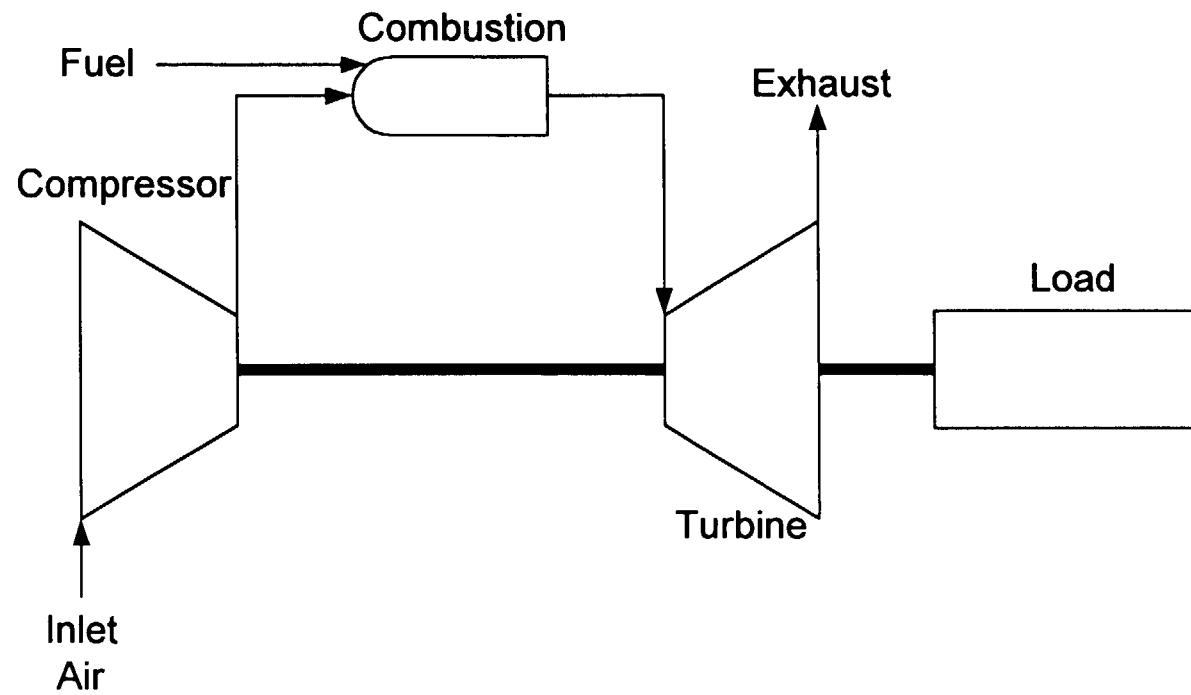 Combustion
Fuel
Exhaust
Compressor
Load
Turbine
Inlet
Air